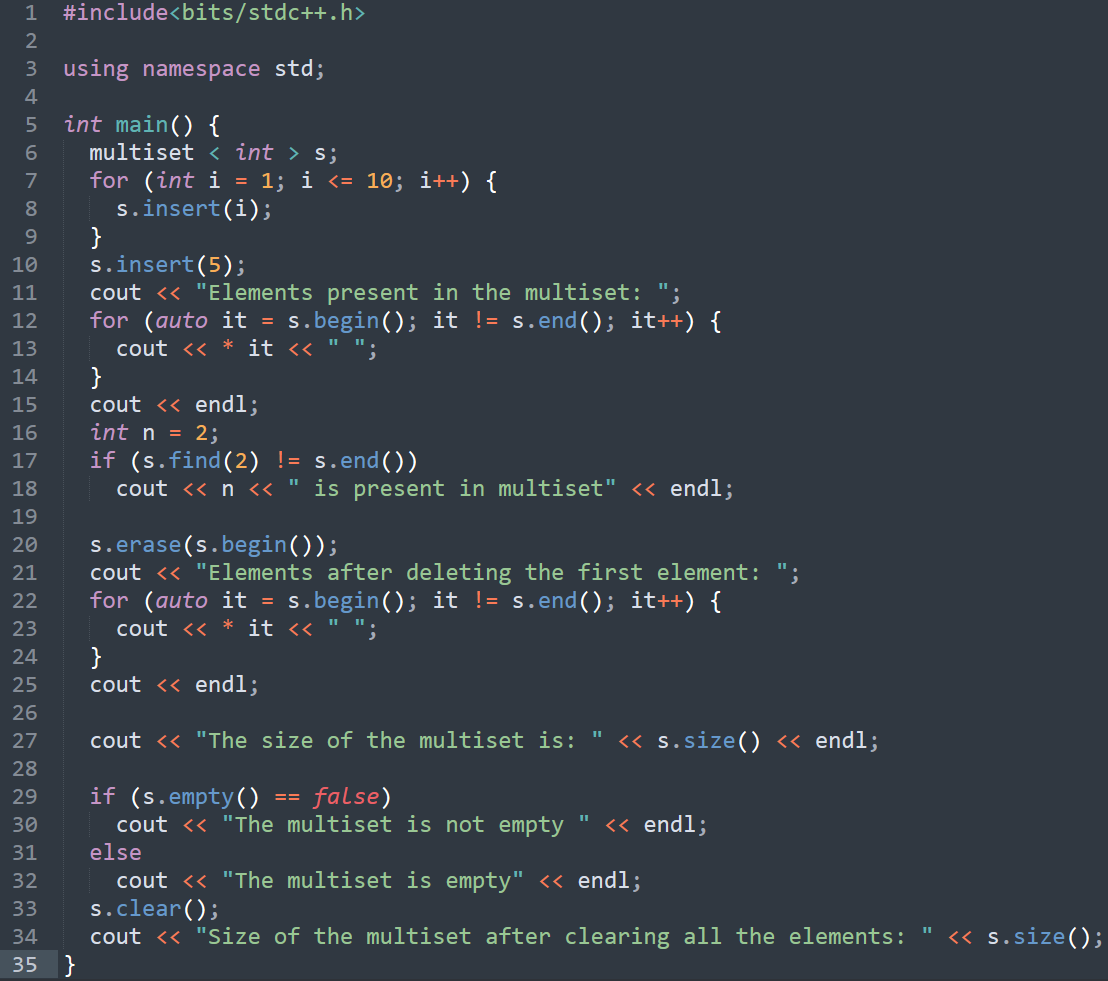 1 #include<bits/stdc++.h>
2
3 using namespace std;
4
5 int main() {
6   multiset < int > s;
7   for (int i = 1; i <= 10; i++) {
8     s.insert(i);
9   }
10   s.insert(5);
11   cout << "Elements present in the multiset: ";
12   for (auto it = s.begin(); it != s.end(); it++) {
13     cout << * it << " ";
14   }
15   cout << endl;
16   int n = 2;
17   if (s.find(2) != s.end())
18     cout << n << " is present in multiset" << endl;
19
20   s.erase(s.begin());
21   cout << "Elements after deleting the first element: ";
22   for (auto it = s.begin(); it != s.end(); it++) {
23     cout << * it << " ";
24   }
25   cout << endl;
26
27   cout << "The size of the multiset is: " << s.size() << endl;
28
29   if (s.empty() == false)
30     cout << "The multiset is not empty " << endl;
31   else
32     cout << "The multiset is empty" << endl;
33   s.clear();
34   cout << "Size of the multiset after clearing all the elements: " << s.size();
35 }